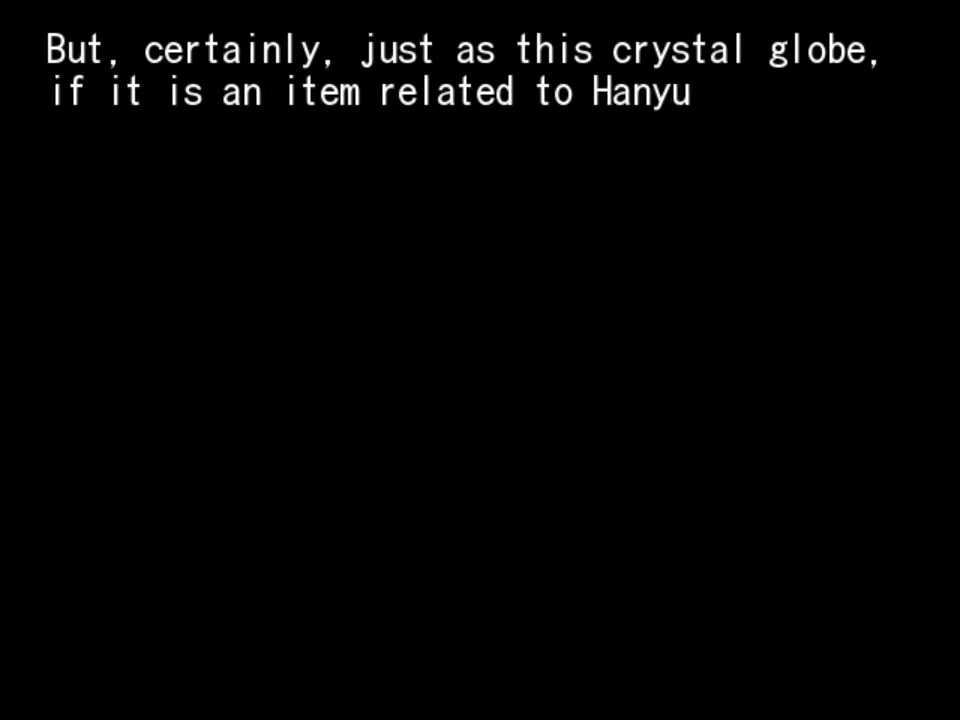 But, certainly, just as this crystal globe,
if it is an item related to Hanyu